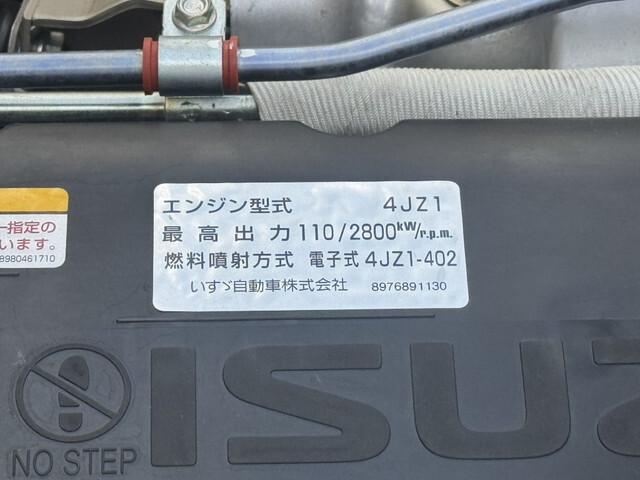 エンジン型式 4JZ1
最高出力 110/2800kW/r.p.m.
燃料噴射方式 電子式 4JZ1-402
いすゞ自動車株式会社 8976891130
指定の
います。
8980461710
NO STEP
ISUZ